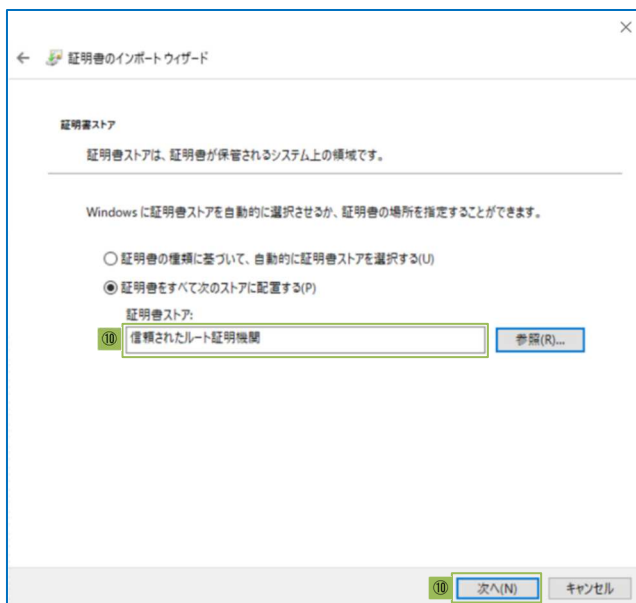 証明書のインポート ウィザード
証明書ストア
証明書ストアは、証明書が保管されるシステム上の領域です。
Windows に証明書ストアを自動的に選択させるか、証明書の場所を指定することができます。
証明書の種類に基づいて、自動的に証明書ストアを選択する(U)
証明書をすべて次のストアに配置する(P)
証明書ストア:
⑩ 信頼されたルート証明機関 参照(R)...
⑩ 次へ(N) キャンセル